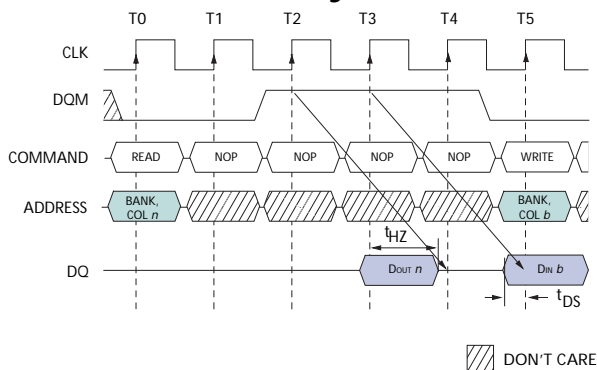 T0 T1 T2 T3 T4 T5
CLK
DQM
COMMAND READ NOP NOP NOP NOP WRITE
ADDRESS BANK, COL n BANK, COL b
tHZ
DQ DOUT n DIN b
tDS
DON'T CARE